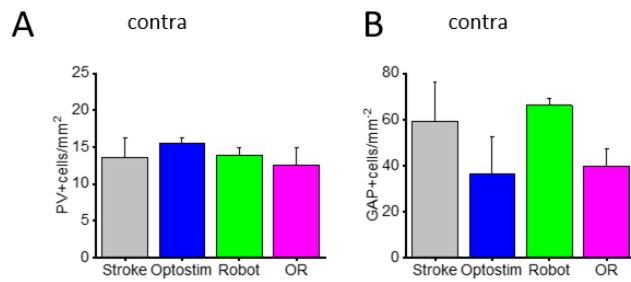 A
contra
PV+cells/mm²
25
20
15
10
5
0
Stroke Optostim Robot OR
B
contra
GAP+cells/mm⁻²
80
60
40
20
0
Stroke Optostim Robot OR